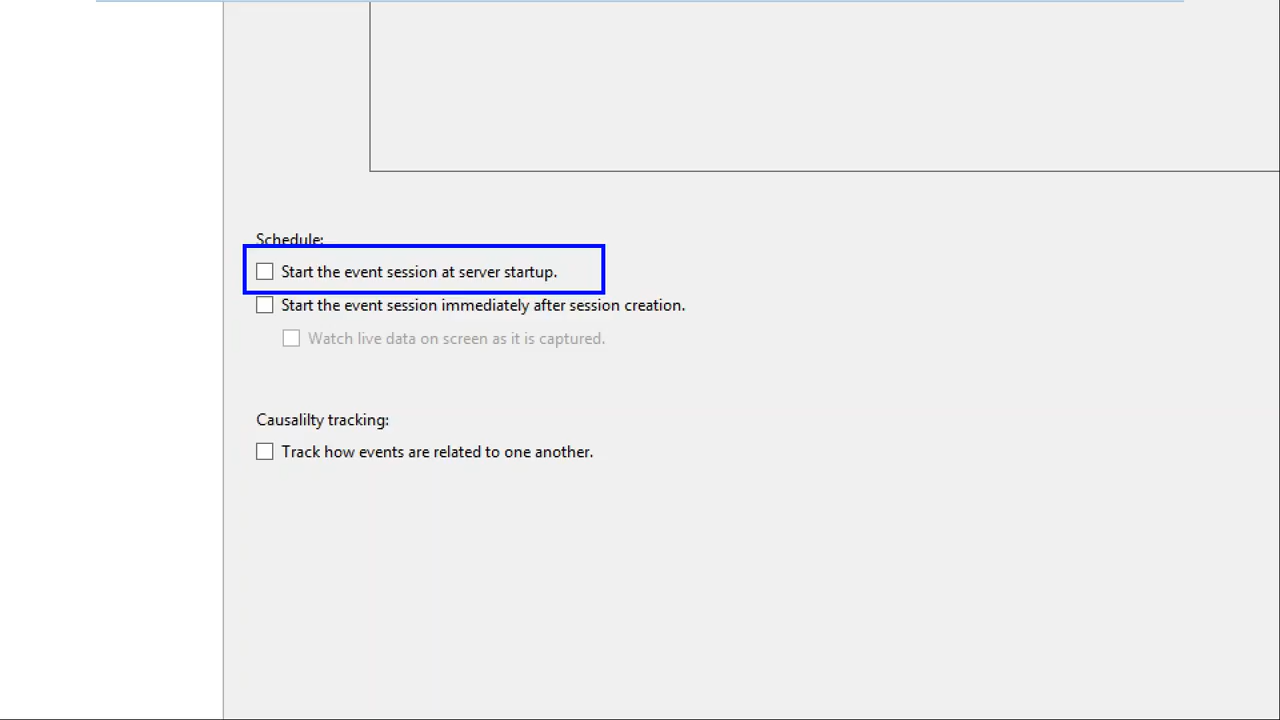 Schedule:
Start the event session at server startup.
Start the event session immediately after session creation.
Watch live data on screen as it is captured.
Causalilty tracking:
Track how events are related to one another.